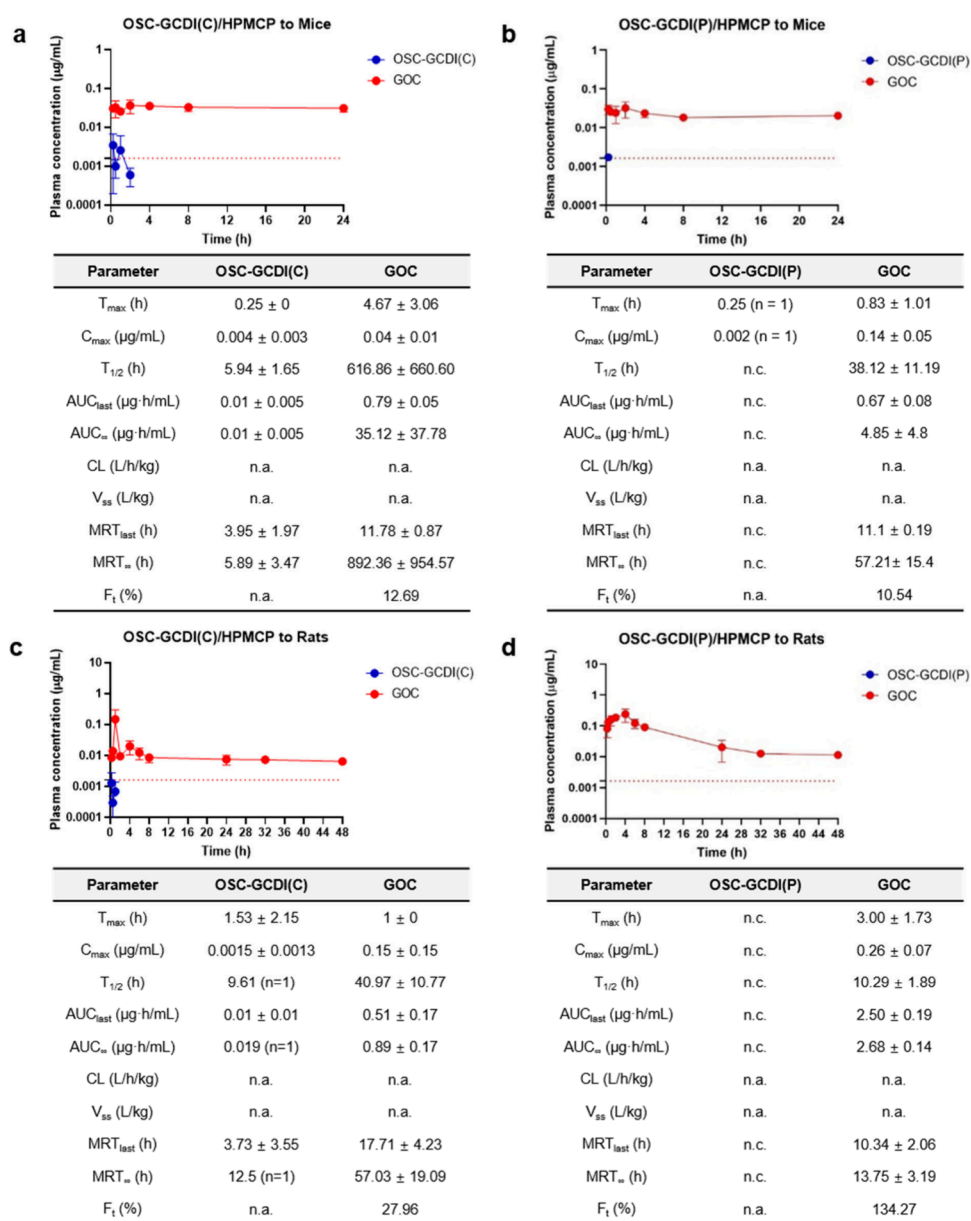 a
OSC-GCDI(C)/HPMCP to Mice
Plasma concentration (µg/mL)
1
0.1
0.01
0.001
0.0001
0 4 8 12 16 20 24
Time (h)
OSC-GCDI(C)
GOC
Parameter OSC-GCDI(C) GOC
Tmax (h) 0.25 ± 0 4.67 ± 3.06
Cmax (µg/mL) 0.004 ± 0.003 0.04 ± 0.01
T1/2 (h) 5.94 ± 1.65 616.86 ± 660.60
AUClast (µg·h/mL) 0.01 ± 0.005 0.79 ± 0.05
AUC∞ (µg·h/mL) 0.01 ± 0.005 35.12 ± 37.78
CL (L/h/kg) n.a. n.a.
Vss (L/kg) n.a. n.a.
MRTlast (h) 3.95 ± 1.97 11.78 ± 0.87
MRT∞ (h) 5.89 ± 3.47 892.36 ± 954.57
Ft (%) n.a. 12.69
b
OSC-GCDI(P)/HPMCP to Mice
Plasma concentration (µg/mL)
1
0.1
0.01
0.001
0.0001
0 4 8 12 16 20 24
Time (h)
OSC-GCDI(P)
GOC
Parameter OSC-GCDI(P) GOC
Tmax (h) 0.25 (n = 1) 0.83 ± 1.01
Cmax (µg/mL) 0.002 (n = 1) 0.14 ± 0.05
T1/2 (h) n.c. 38.12 ± 11.19
AUClast (µg·h/mL) n.c. 0.67 ± 0.08
AUC∞ (µg·h/mL) n.c. 4.85 ± 4.8
CL (L/h/kg) n.a. n.a.
Vss (L/kg) n.a. n.a.
MRTlast (h) n.c. 11.1 ± 0.19
MRT∞ (h) n.c. 57.21± 15.4
Ft (%) n.a. 10.54
c
OSC-GCDI(C)/HPMCP to Rats
Plasma concentration (µg/mL)
10
1
0.1
0.01
0.001
0.0001
0 4 8 12 16 20 24 28 32 36 40 44 48
Time (h)
OSC-GCDI(C)
GOC
Parameter OSC-GCDI(C) GOC
Tmax (h) 1.53 ± 2.15 1 ± 0
Cmax (µg/mL) 0.0015 ± 0.0013 0.15 ± 0.15
T1/2 (h) 9.61 (n=1) 40.97 ± 10.77
AUClast (µg·h/mL) 0.01 ± 0.01 0.51 ± 0.17
AUC∞ (µg·h/mL) 0.019 (n=1) 0.89 ± 0.17
CL (L/h/kg) n.a. n.a.
Vss (L/kg) n.a. n.a.
MRTlast (h) 3.73 ± 3.55 17.71 ± 4.23
MRT∞ (h) 12.5 (n=1) 57.03 ± 19.09
Ft (%) n.a. 27.96
d
OSC-GCDI(P)/HPMCP to Rats
Plasma concentration (µg/mL)
10
1
0.1
0.01
0.001
0.0001
0 4 8 12 16 20 24 28 32 36 40 44 48
Time (h)
OSC-GCDI(P)
GOC
Parameter OSC-GCDI(P) GOC
Tmax (h) n.c. 3.00 ± 1.73
Cmax (µg/mL) n.c. 0.26 ± 0.07
T1/2 (h) n.c. 10.29 ± 1.89
AUClast (µg·h/mL) n.c. 2.50 ± 0.19
AUC∞ (µg·h/mL) n.c. 2.68 ± 0.14
CL (L/h/kg) n.a. n.a.
Vss (L/kg) n.a. n.a.
MRTlast (h) n.c. 10.34 ± 2.06
MRT∞ (h) n.c. 13.75 ± 3.19
Ft (%) n.a. 134.27